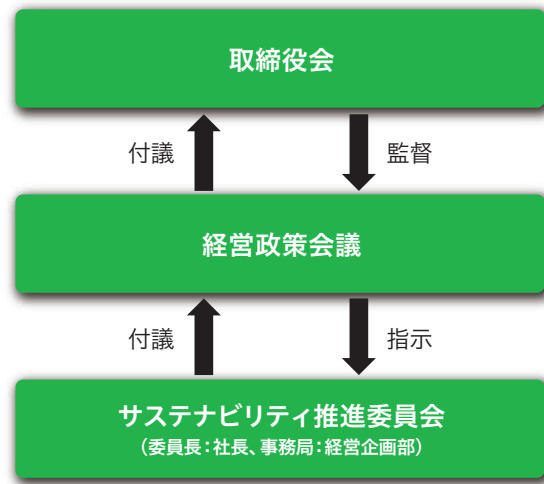 取締役会
付議
監督
経営政策会議
付議
指示
サステナビリティ推進委員会
（委員長：社長、事務局：経営企画部）